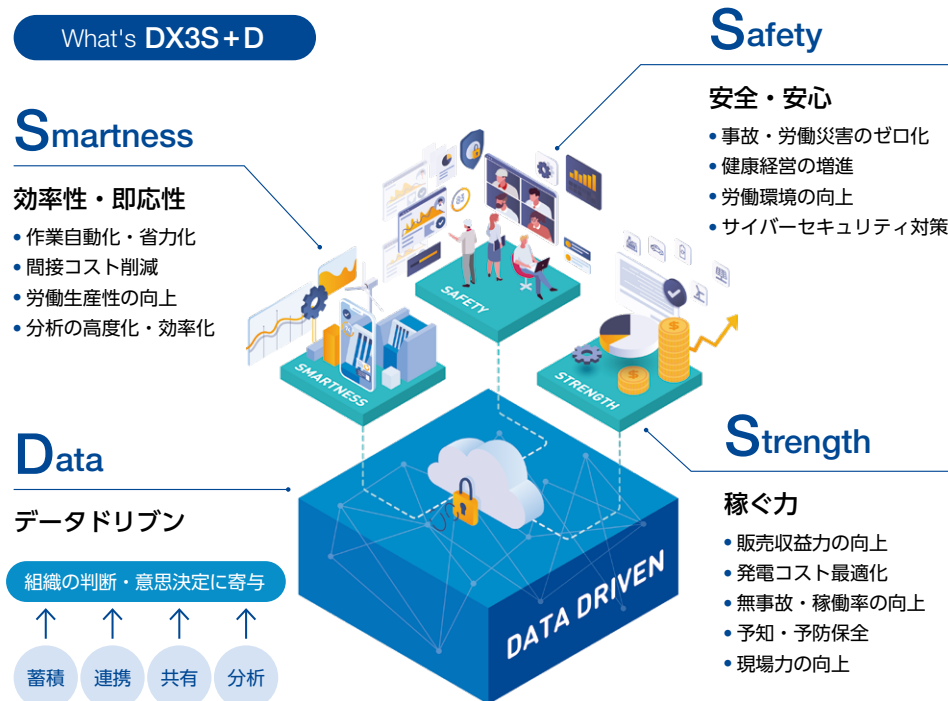 What's DX3S+D
Smartness
効率性・即応性
• 作業自動化・省力化
• 間接コスト削減
• 労働生産性の向上
• 分析の高度化・効率化
Safety
安全・安心
• 事故・労働災害のゼロ化
• 健康経営の増進
• 労働環境の向上
• サイバーセキュリティ対策
SAFETY
SMARTNESS
STRENGTH
Data
データドリブン
組織の判断・意思決定に寄与
蓄積 連携 共有 分析
DATA DRIVEN
Strength
稼ぐ力
• 販売収益力の向上
• 発電コスト最適化
• 無事故・稼働率の向上
• 予知・予防保全
• 現場力の向上